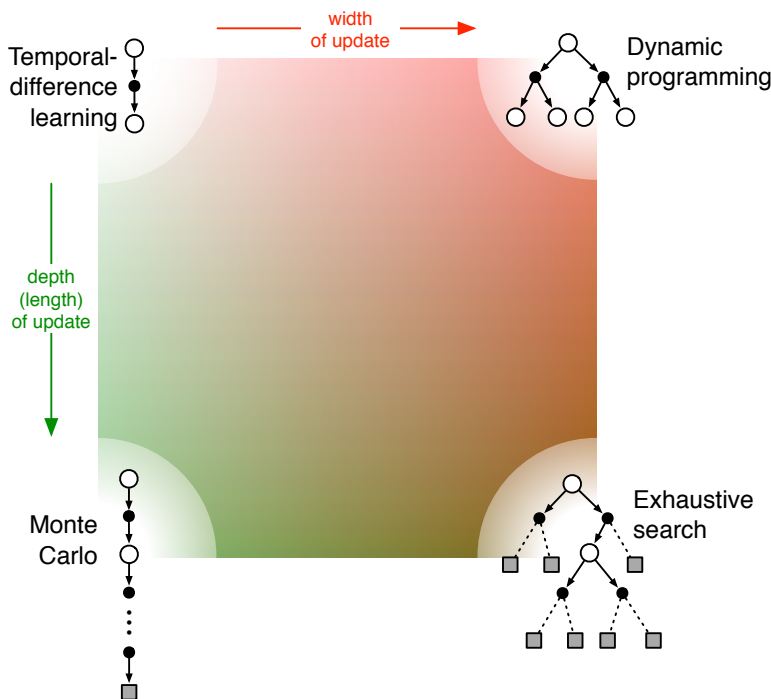 width
of update
Temporal-
difference
learning
Dynamic
programming
depth
(length)
of update
Monte
Carlo
Exhaustive
search